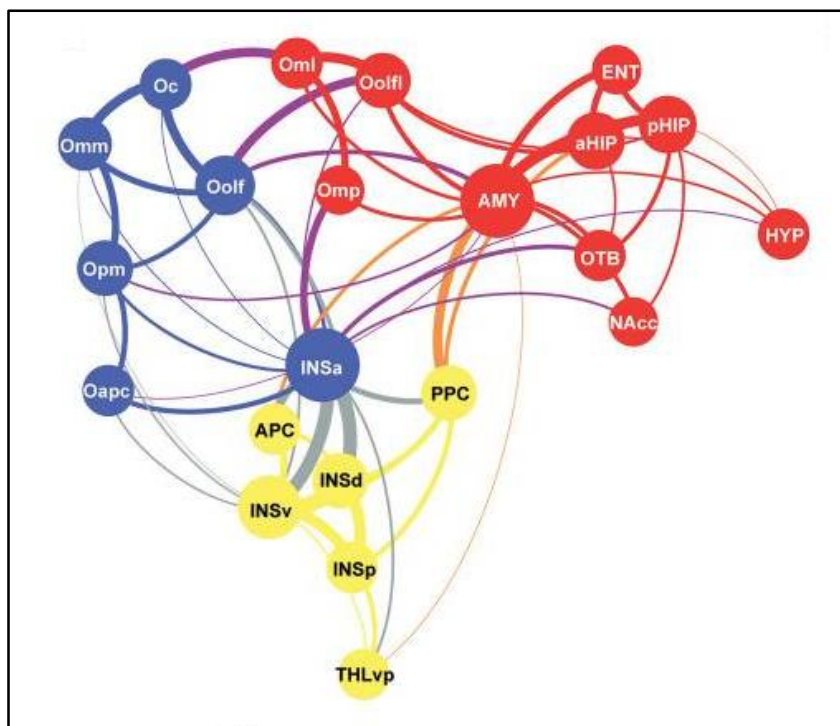 Oml
Oolfl
ENT
Oc
pHIP
aHIP
Omm
Oolf
Omp
AMY
HYP
OTB
Opm
NAcc
INSa
Oapc
PPC
APC
INSd
INSv
INSp
THLvp